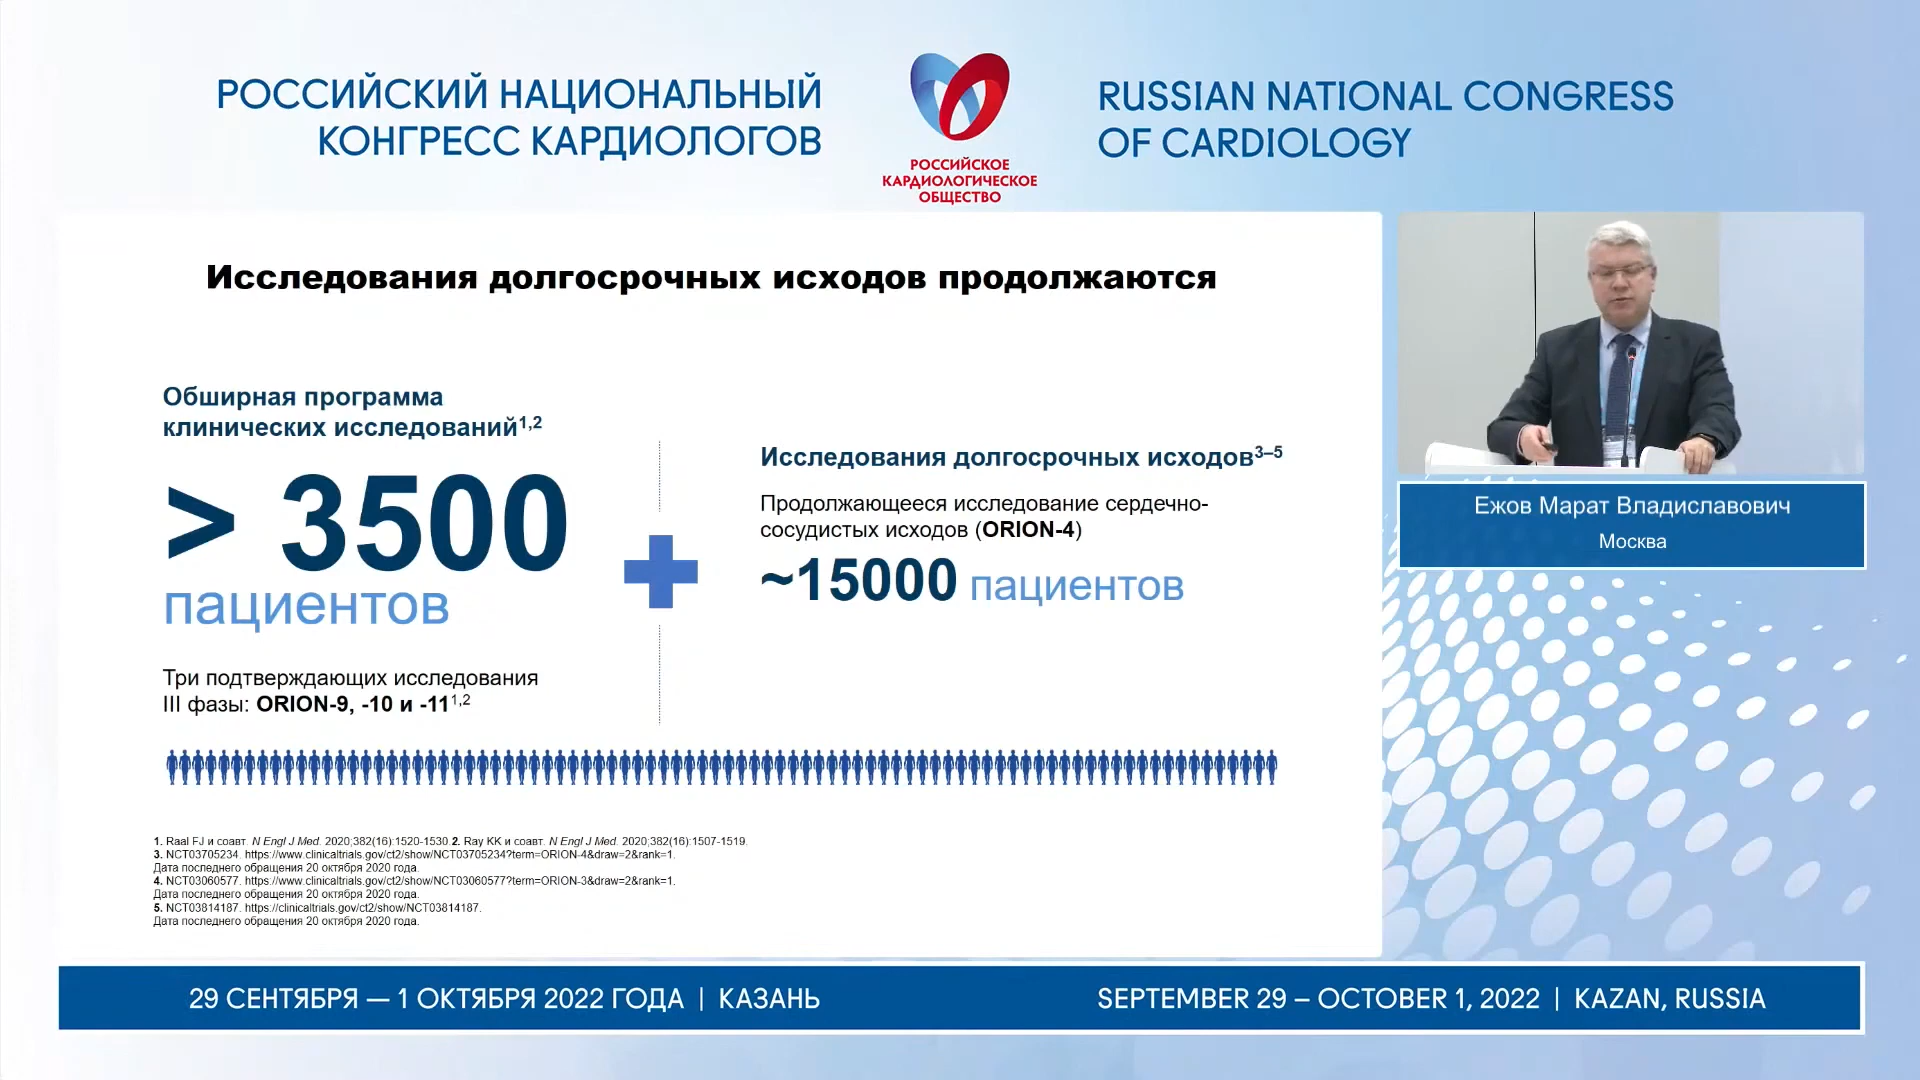 РОССИЙСКИЙ НАЦИОНАЛЬНЫЙ
КОНГРЕСС КАРДИОЛОГОВ
РОССИЙСКОЕ
КАРДИОЛОГИЧЕСКОЕ
ОБЩЕСТВО
RUSSIAN NATIONAL CONGRESS
OF CARDIOLOGY
Исследования долгосрочных исходов продолжаются
Обширная программа
клинических исследований1,2
> 3500
пациентов
Три подтверждающих исследования
III фазы: ORION-9, -10 и -111,2
Исследования долгосрочных исходов3–5
Продолжающееся исследование сердечно-
сосудистых исходов (ORION-4)
~15000 пациентов
1. Raal FJ и соавт. N Engl J Med. 2020;382(16):1520-1530.2. Ray KK и соавт. N Engl J Med. 2020;382(16):1507-1519.
3. NCT03705234. https://www.clinicaltrials.gov/ct2/show/NCT03705234?term=ORION-4&draw=2&rank=1.
Дата последнего обращения 20 октября 2020 года.
4. NCT03060577. https://www.clinicaltrials.gov/ct2/show/NCT03060577?term=ORION-3&draw=2&rank=1.
Дата последнего обращения 20 октября 2020 года.
5. NCT03814187. https://clinicaltrials.gov/ct2/show/NCT03814187.
Дата последнего обращения 20 октября 2020 года.
Ежов Марат Владиславович
Москва
29 СЕНТЯБРЯ — 1 ОКТЯБРЯ 2022 ГОДА | КАЗАНЬ
SEPTEMBER 29 – OCTOBER 1, 2022 | KAZAN, RUSSIA